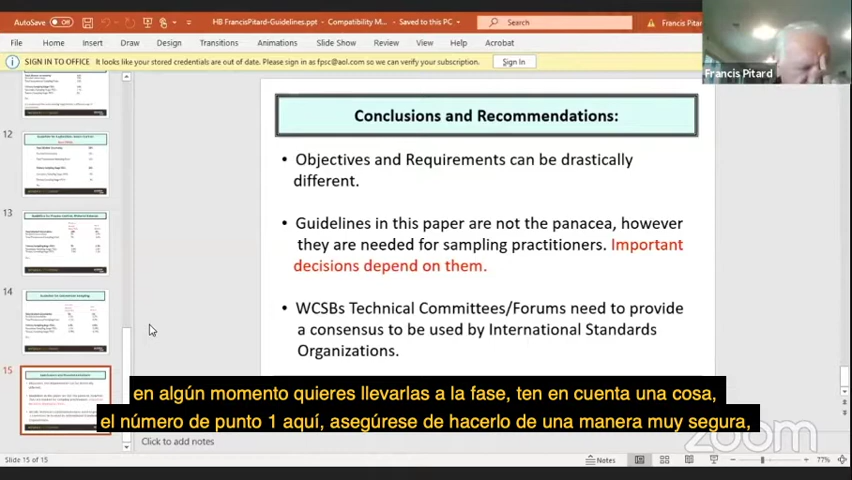 AutoSave
Off
HB FrancisPitard-Guidelines.ppt - Compatibility M... - Saved to this PC
Search
Francis Pitard
File Home Insert Draw Design Transitions Animations Slide Show Review View Help Acrobat
SIGN IN TO OFFICE It looks like your stored credentials are out of date. Please sign in as fpsc@aol.com so we can verify your subscription. Sign In
Francis Pitard
12
13
14
15
Conclusions and Recommendations:
• Objectives and Requirements can be drastically
different.
• Guidelines in this paper are not the panacea, however
they are needed for sampling practitioners. Important
decisions depend on them.
• WCSBs Technical Committees/Forums need to provide
a consensus to be used by International Standards
Organizations.
en algún momento quieres llevarlas a la fase, ten en cuenta una cosa,
el número de punto 1 aquí, asegúrese de hacerlo de una manera muy segura,
Click to add notes
zoom
Slide 15 of 15
Notes
77%